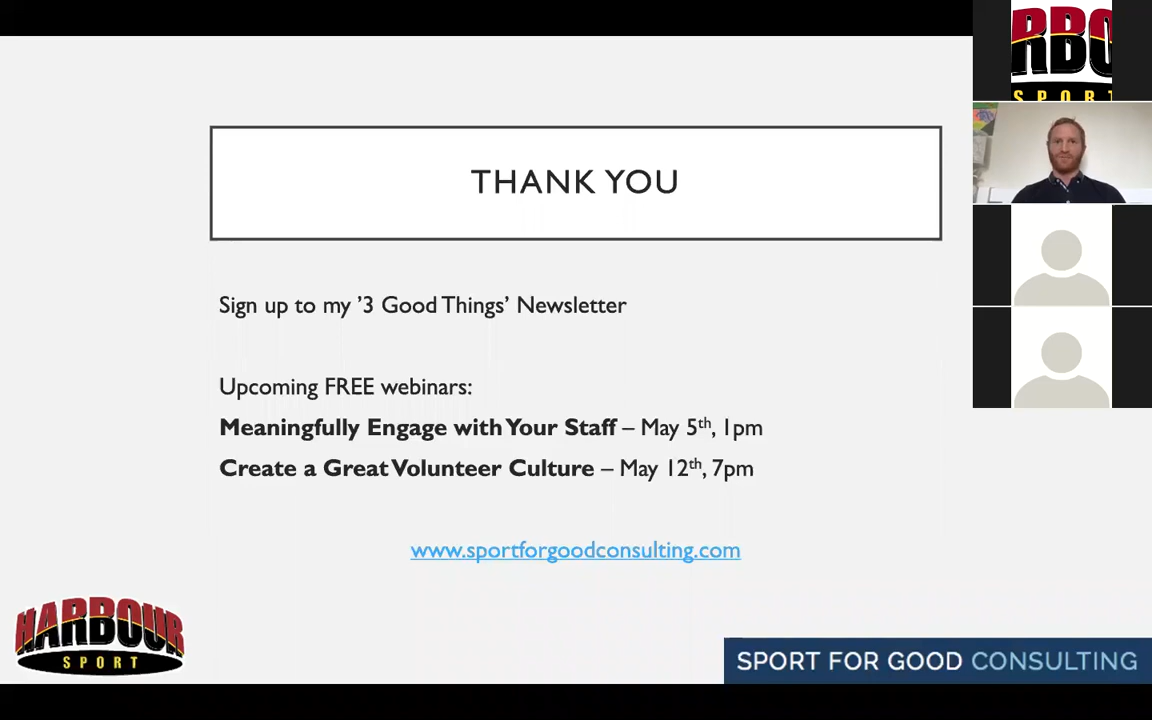 RBO
SPORT
THANK YOU
Sign up to my ’3 Good Things’ Newsletter
Upcoming FREE webinars:
Meaningfully Engage with Your Staff – May 5th, 1pm
Create a Great Volunteer Culture – May 12th, 7pm
www.sportforgoodconsulting.com
HARBOUR
SPORT
SPORT FOR GOOD CONSULTING